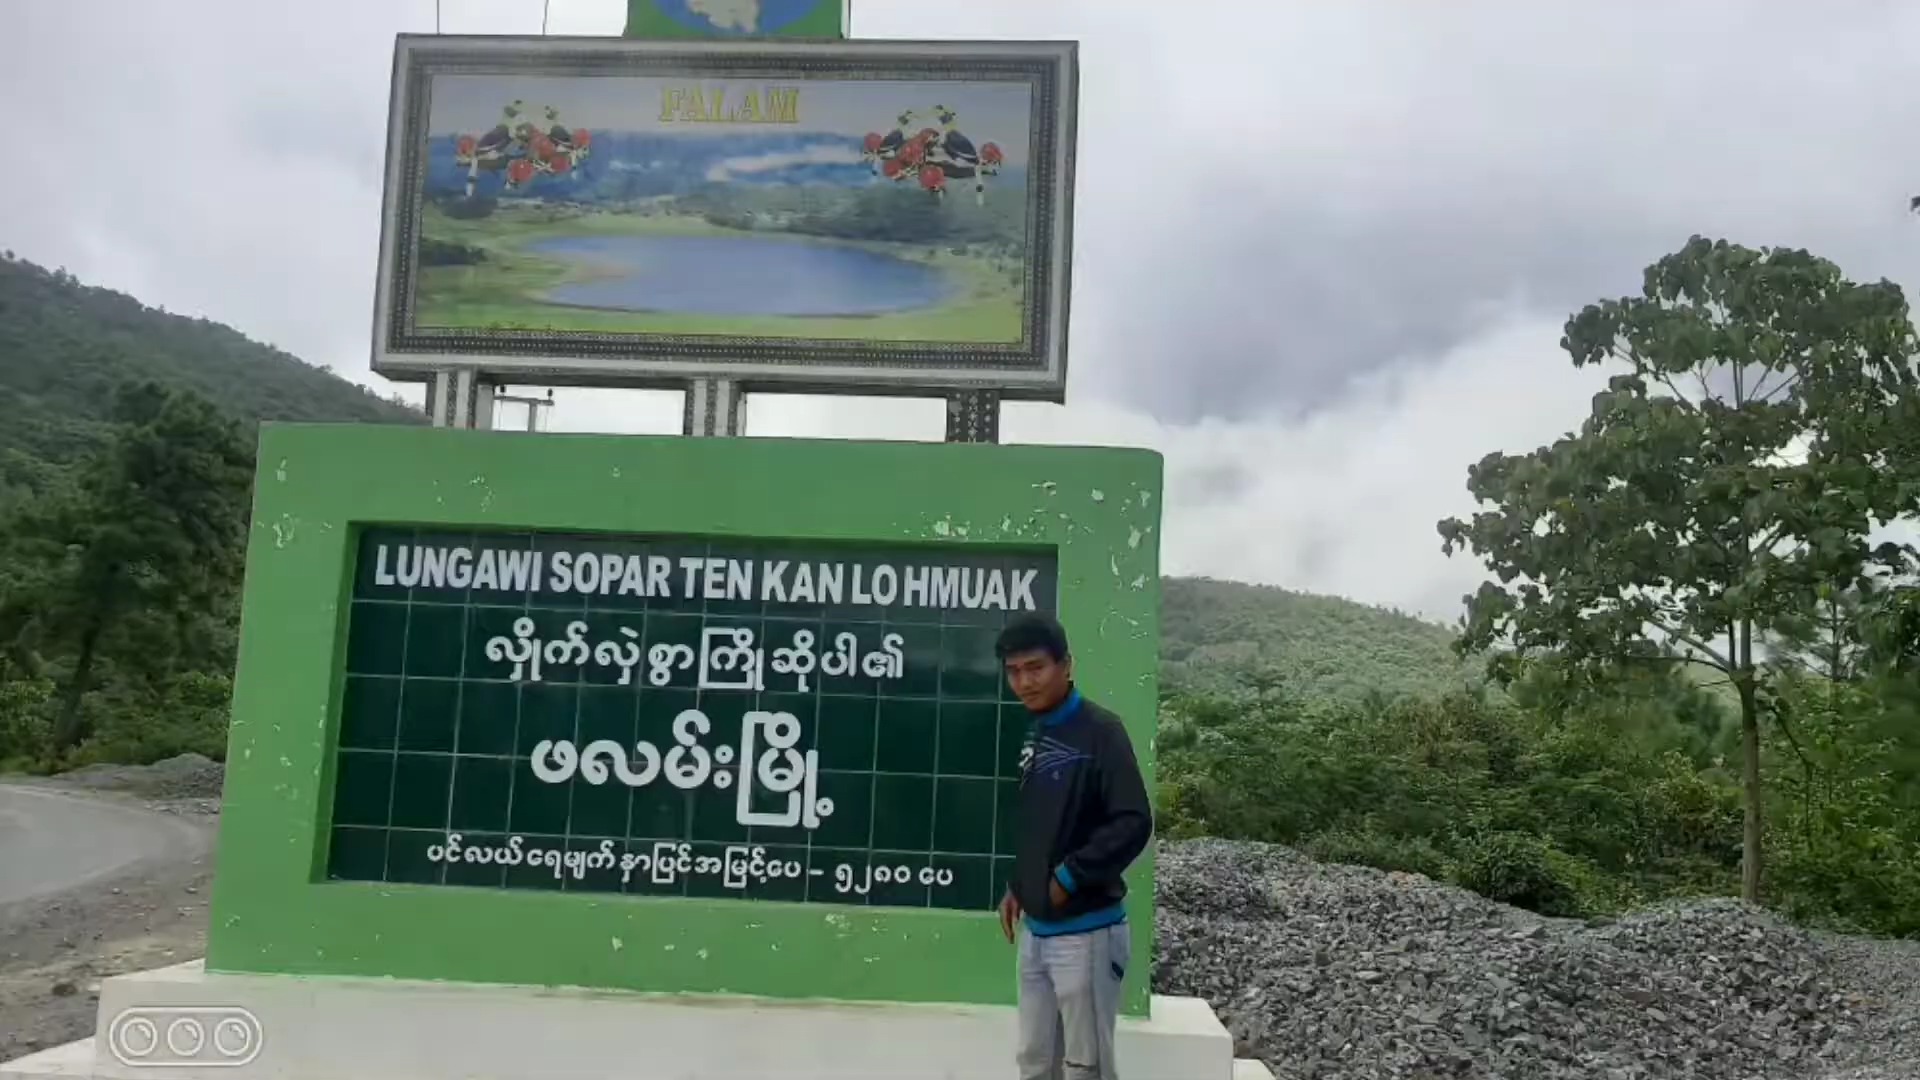 FALAM
LUNGAWI SOPAR TEN KAN LO HMUAK
လှိုက်လှဲစွာကြိုဆိုပါ၏
ဖလမ်းမြို့
ပင်လယ်ရေမျက်နှာပြင်အမြင့်ပေ - ၅၂၈၀ ပေ